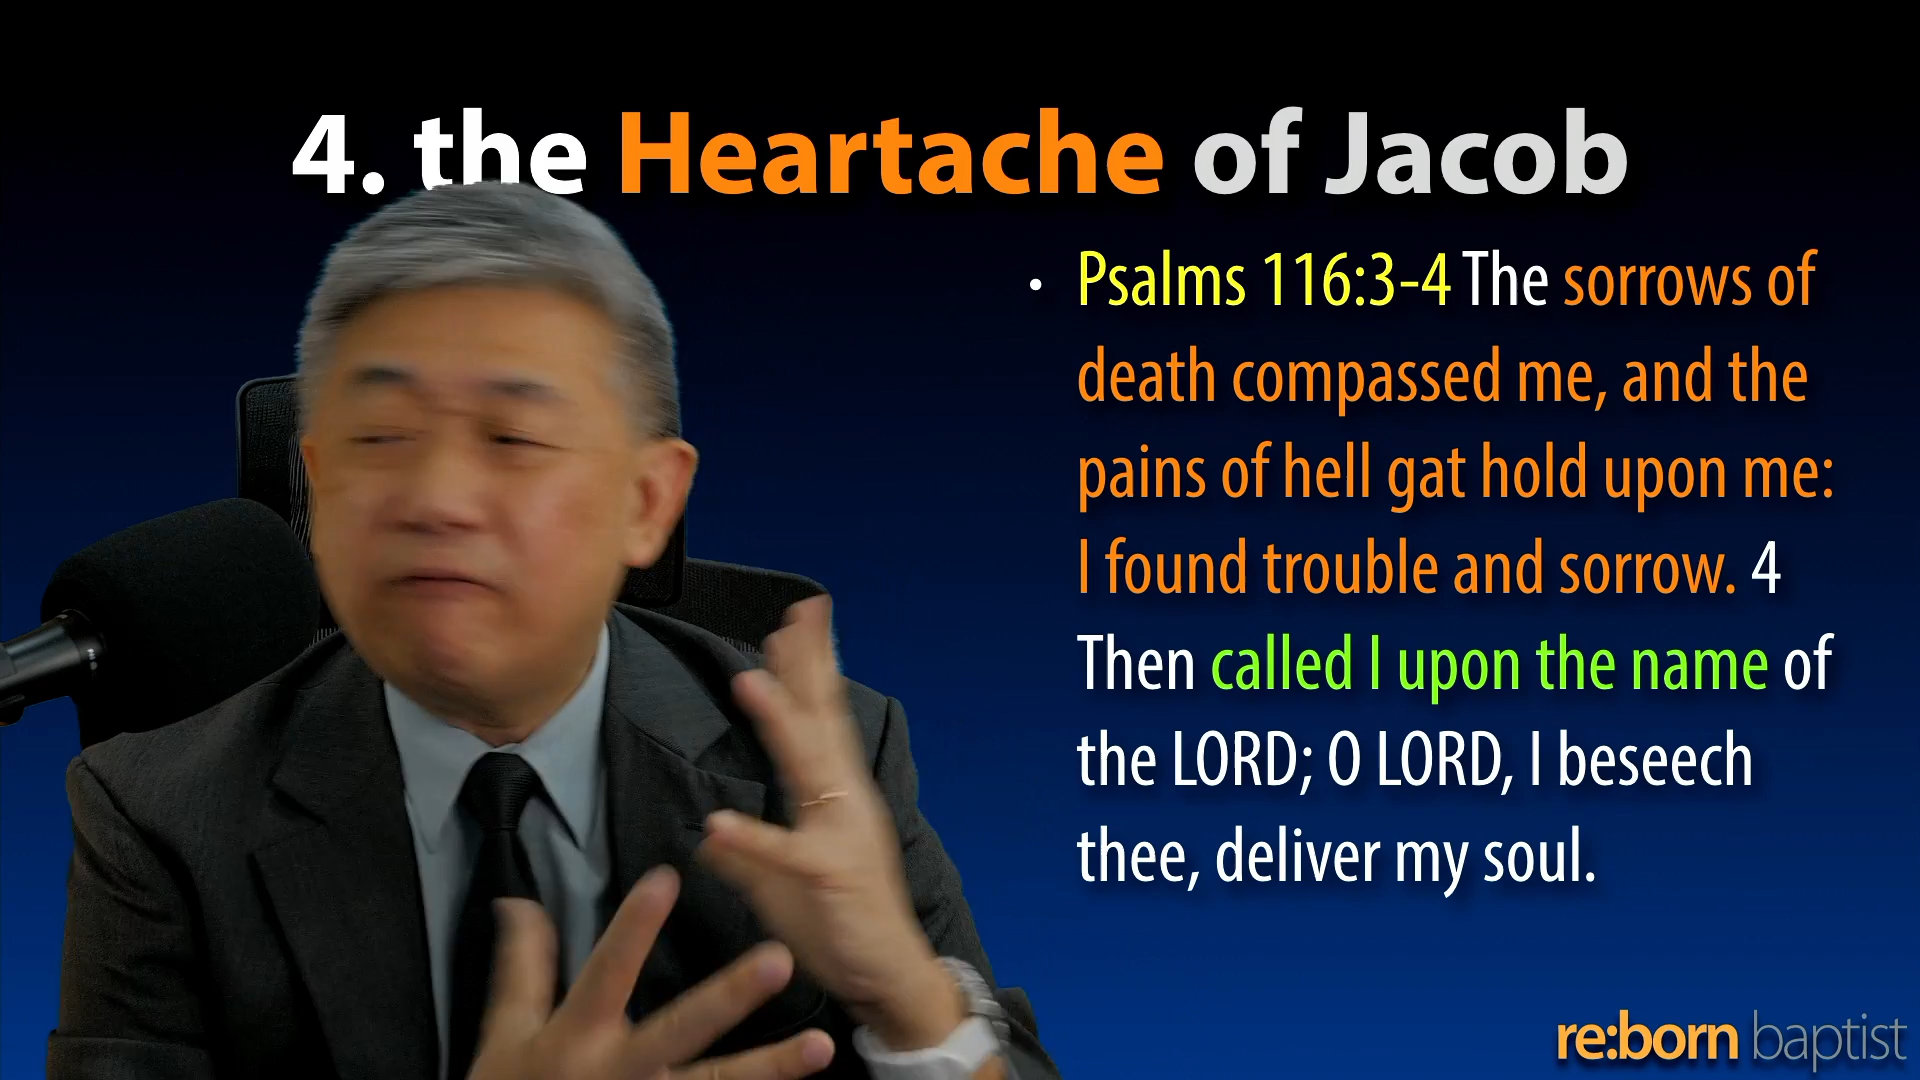 4. the Heartache of Jacob
• Psalms 116:3-4 The sorrows of
death compassed me, and the
pains of hell gat hold upon me:
I found trouble and sorrow. 4
Then called I upon the name of
the LORD; O LORD, I beseech
thee, deliver my soul.
re:born baptist